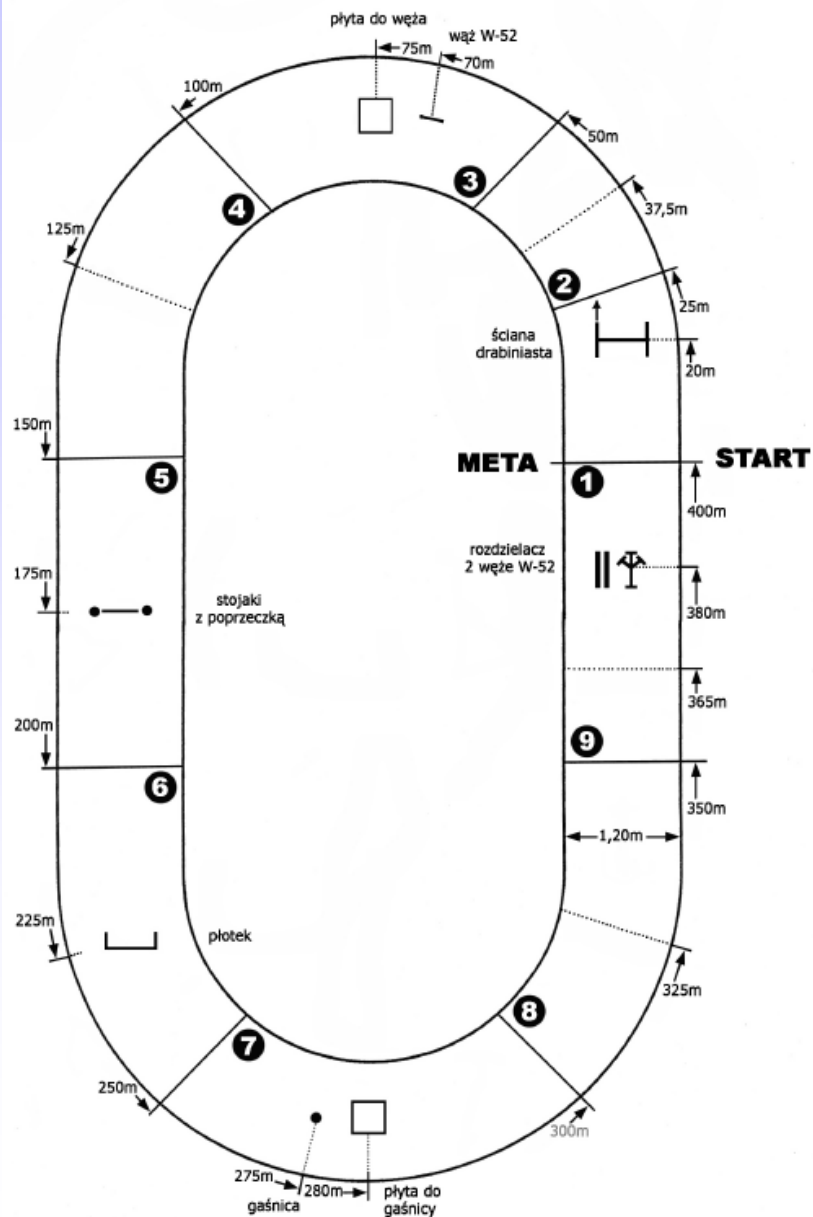 płyta do węża
wąż W-52
75m
70m
100m
50m
3
4
37,5m
125m
2
25m
ściana
drabiniasta
20m
150m
META
START
5
1
400m
rozdzielacz
2 węże W-52
175m
stojaki
z poprzeczką
380m
365m
200m
9
6
350m
1,20m
225m
płotek
325m
8
7
250m
300m
275m
280m
płyta do
gaśnicy
gaśnica